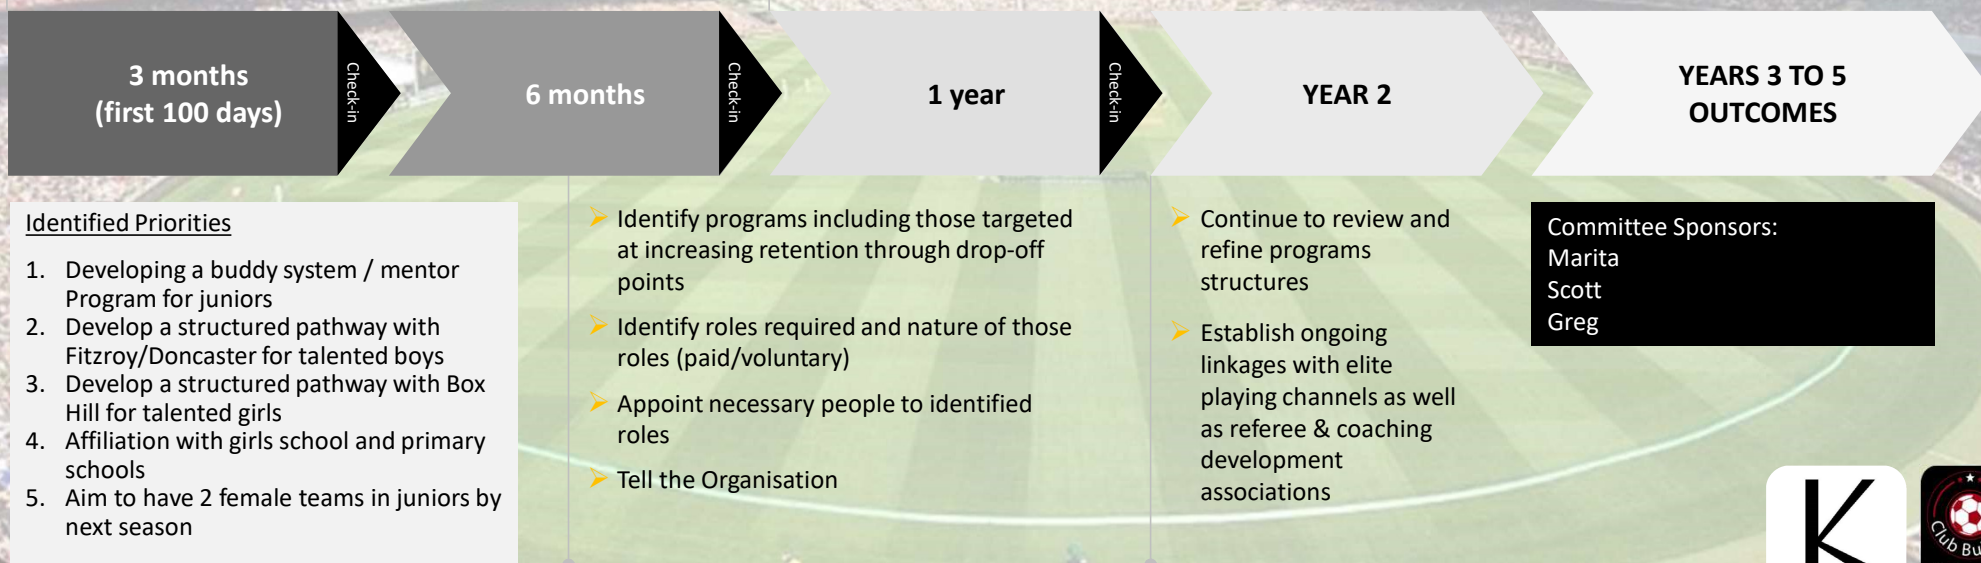 3 months
(first 100 days)
Check-in
6 months
Check-in
1 year
Check-in
YEAR 2
YEARS 3 TO 5
OUTCOMES
Identified Priorities
1. Developing a buddy system / mentor
Program for juniors
2. Develop a structured pathway with
Fitzroy/Doncaster for talented boys
3. Develop a structured pathway with Box
Hill for talented girls
4. Affiliation with girls school and primary
schools
5. Aim to have 2 female teams in juniors by
next season
➢ Identify programs including those targeted
at increasing retention through drop-off
points
➢ Identify roles required and nature of those
roles (paid/voluntary)
➢ Appoint necessary people to identified
roles
➢ Tell the Organisation
➢ Continue to review and
refine programs
structures
➢ Establish ongoing
linkages with elite
playing channels as well
as referee & coaching
development
associations
Committee Sponsors:
Marita
Scott
Greg
K
Club